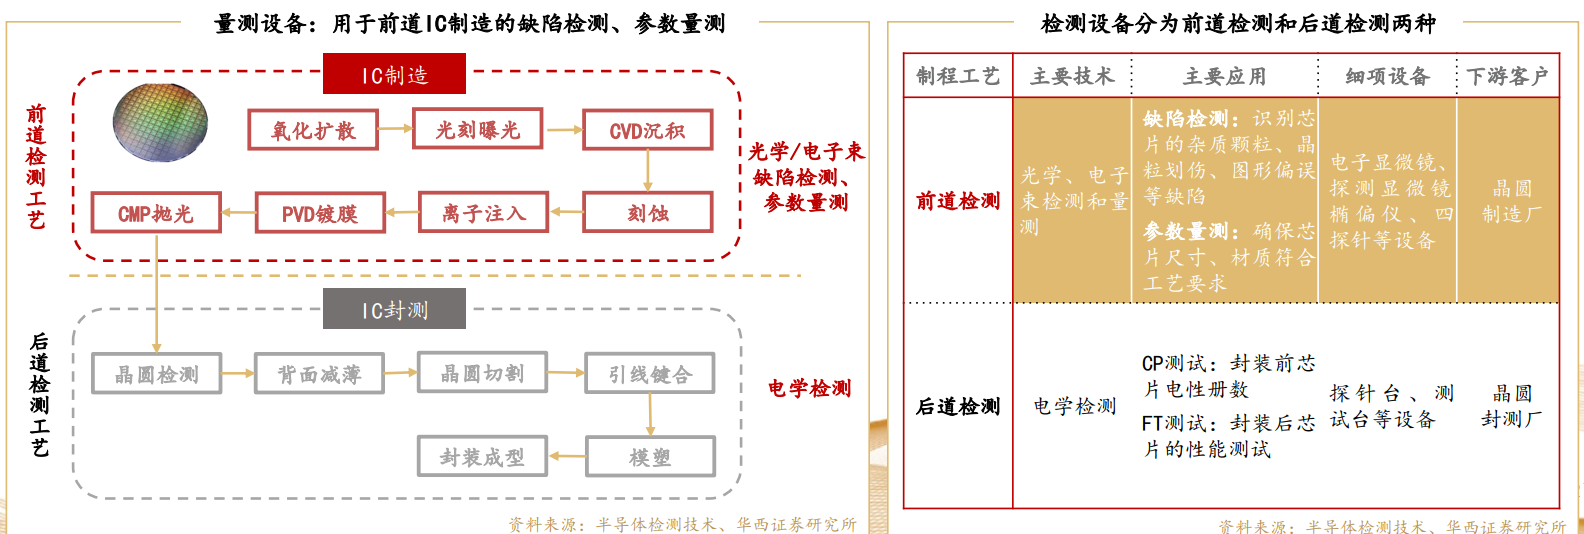 量测设备：用于前道IC制造的缺陷检测、参数量测
IC制造
前道检测工艺
氧化扩散
光刻曝光
CVD沉积
CMP抛光
PVD镀膜
离子注入
刻蚀
光学/电子束
缺陷检测、
参数量测
IC封测
后道检测工艺
晶圆检测
背面减薄
晶圆切割
引线键合
封装成型
模塑
电学检测
资料来源：半导体检测技术、华西证券研究所
检测设备分为前道检测和后道检测两种
制程工艺 主要技术 主要应用 细项设备 下游客户
前道检测
光学、电子
束检测和量
测
缺陷检测：识别芯
片的杂质颗粒、晶
粒划伤、图形偏误
等缺陷
参数量测：确保芯
片尺寸、材质符合
工艺要求
电子显微镜、
探测显微镜
椭偏仪、四
探针等设备
晶圆
制造厂
后道检测
电学检测
CP测试：封装前芯
片电性册数
FT测试：封装后芯
片的性能测试
探针台、测
试台等设备
晶圆
封测厂
资料来源：半导体检测技术、华西证券研究所